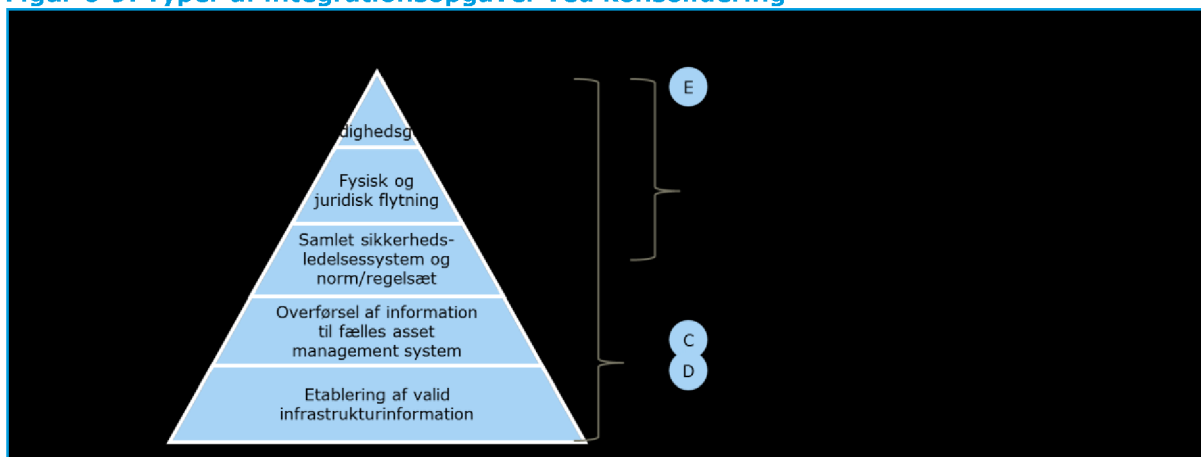 dighedsg
Fysisk og
juridisk flytning
Samlet sikkerheds-
ledelsessystem og
norm/regelsæt
Overførsel af information
til fælles asset
management system
Etablering af valid
infrastrukturinformation
E
C
D